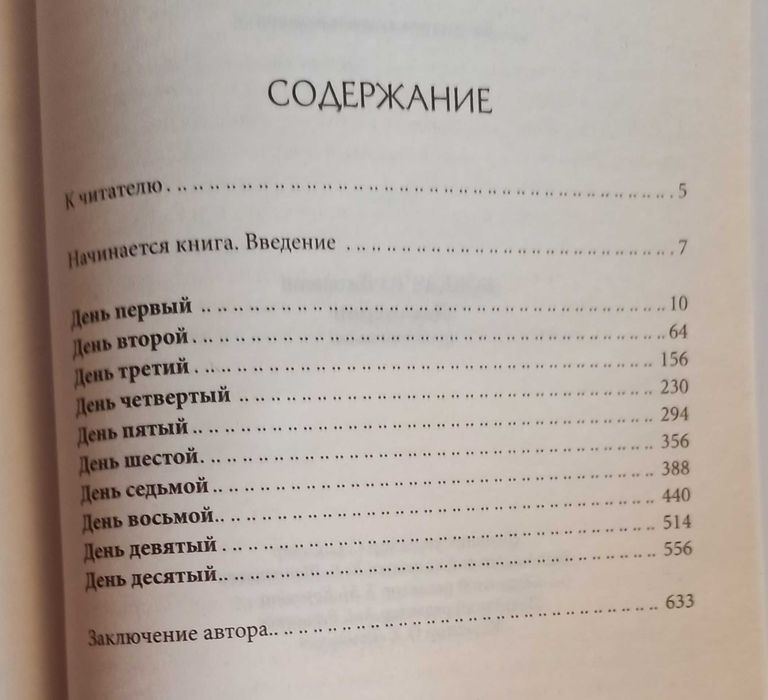 СОДЕРЖАНИЕ
К читателю . . . . . . . . . . . . . . . . . . . . . . . . . . . . . . 5
Начинается книга. Введение . . . . . . . . . . . . . . . . . . . . 7
День первый . . . . . . . . . . . . . . . . . . . . . . . . . . . . . 10
День второй . . . . . . . . . . . . . . . . . . . . . . . . . . . . . 64
День третий . . . . . . . . . . . . . . . . . . . . . . . . . . . . . 156
День четвертый . . . . . . . . . . . . . . . . . . . . . . . . . . . 230
День пятый . . . . . . . . . . . . . . . . . . . . . . . . . . . . . 294
День шестой . . . . . . . . . . . . . . . . . . . . . . . . . . . . . 356
День седьмой . . . . . . . . . . . . . . . . . . . . . . . . . . . . 388
День восьмой . . . . . . . . . . . . . . . . . . . . . . . . . . . . 440
День девятый . . . . . . . . . . . . . . . . . . . . . . . . . . . . 514
День десятый . . . . . . . . . . . . . . . . . . . . . . . . . . . . 556
Заключение автора . . . . . . . . . . . . . . . . . . . . . . . . . 633